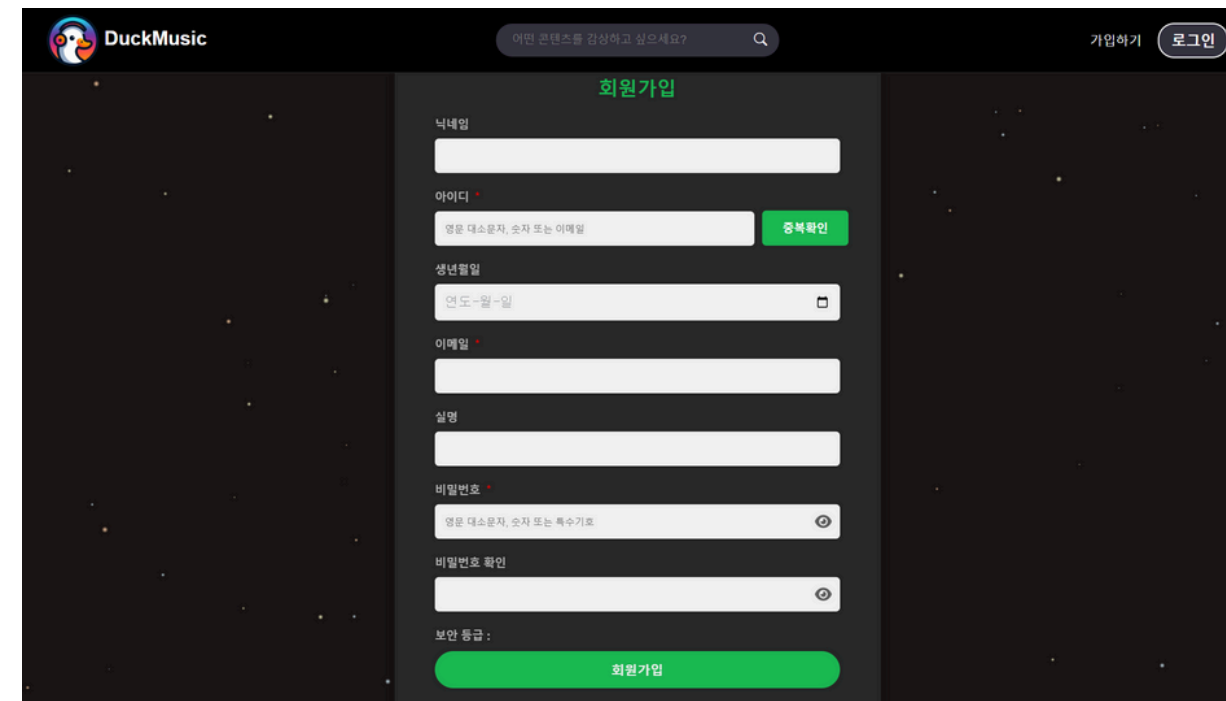 DuckMusic
어떤 콘텐츠를 감상하고 싶으세요?
가입하기
로그인
회원가입
닉네임
아이디 *
영문 대소문자, 숫자 또는 이메일
중복확인
생년월일
연도-월-일
이메일 *
실명
비밀번호 *
영문 대소문자, 숫자 또는 특수기호
비밀번호 확인
보안 등급 :
회원가입